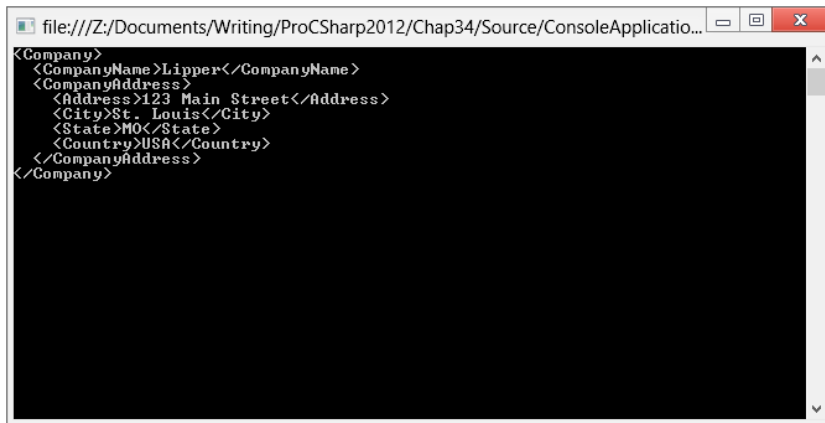 file:///Z:/Documents/Writing/ProCSharp2012/Chap34/Source/ConsoleApplicatio...
<Company>
  <CompanyName>Lipper</CompanyName>
  <CompanyAddress>
    <Address>123 Main Street</Address>
    <City>St. Louis</City>
    <State>MO</State>
    <Country>USA</Country>
  </CompanyAddress>
</Company>